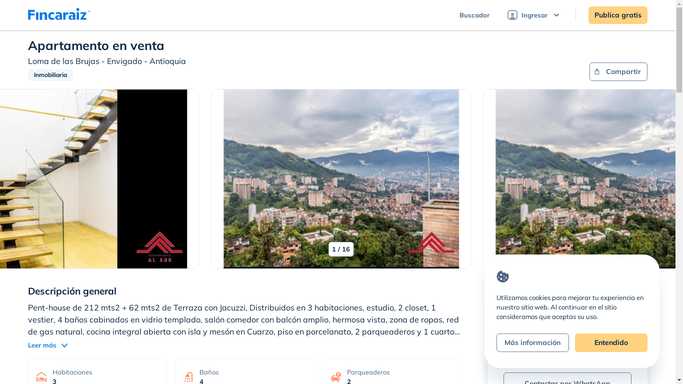 Fincaraiz
Buscador
Ingresar
Publica gratis
Apartamento en venta
Loma de las Brujas - Envigado - Antioquia
Inmobiliaria
Compartir
AL SUR
1 / 16
Descripción general
Pent-house de 212 mts2 + 62 mts2 de Terraza con Jacuzzi, Distribuidos en 3 habitaciones, estudio, 2 closet, 1
vestier, 4 baños cabinados en vidrio templado, salón comedor con balcón amplio, hermosa vista, zona de ropas, red
de gas natural, cocina integral abierta con isla y mesón en Cuarzo, piso en porcelanato, 2 parqueaderos y 1 cuarto...
Leer más
Habitaciones
3
Baños
4
Parqueaderos
2
Utilizamos cookies para mejorar tu experiencia en
nuestro sitio web. Al continuar en el sitio
consideramos que aceptas su uso.
Más información
Entendido
Contactar por WhatsApp